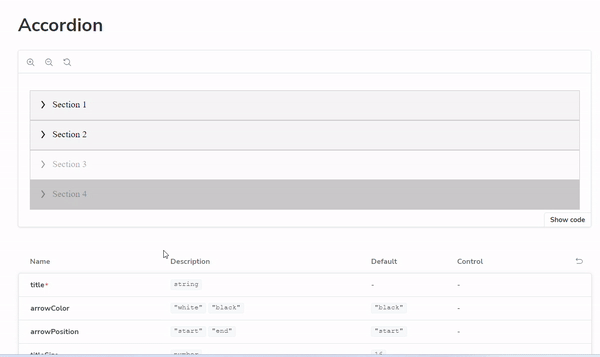 Accordion
Section 1
Section 2
Section 3
Section 4
Show code
Name Description Default Control
title* string - -
arrowColor "white" "black" "black" -
arrowPosition "start" "end" "start" -
titleSize number 16